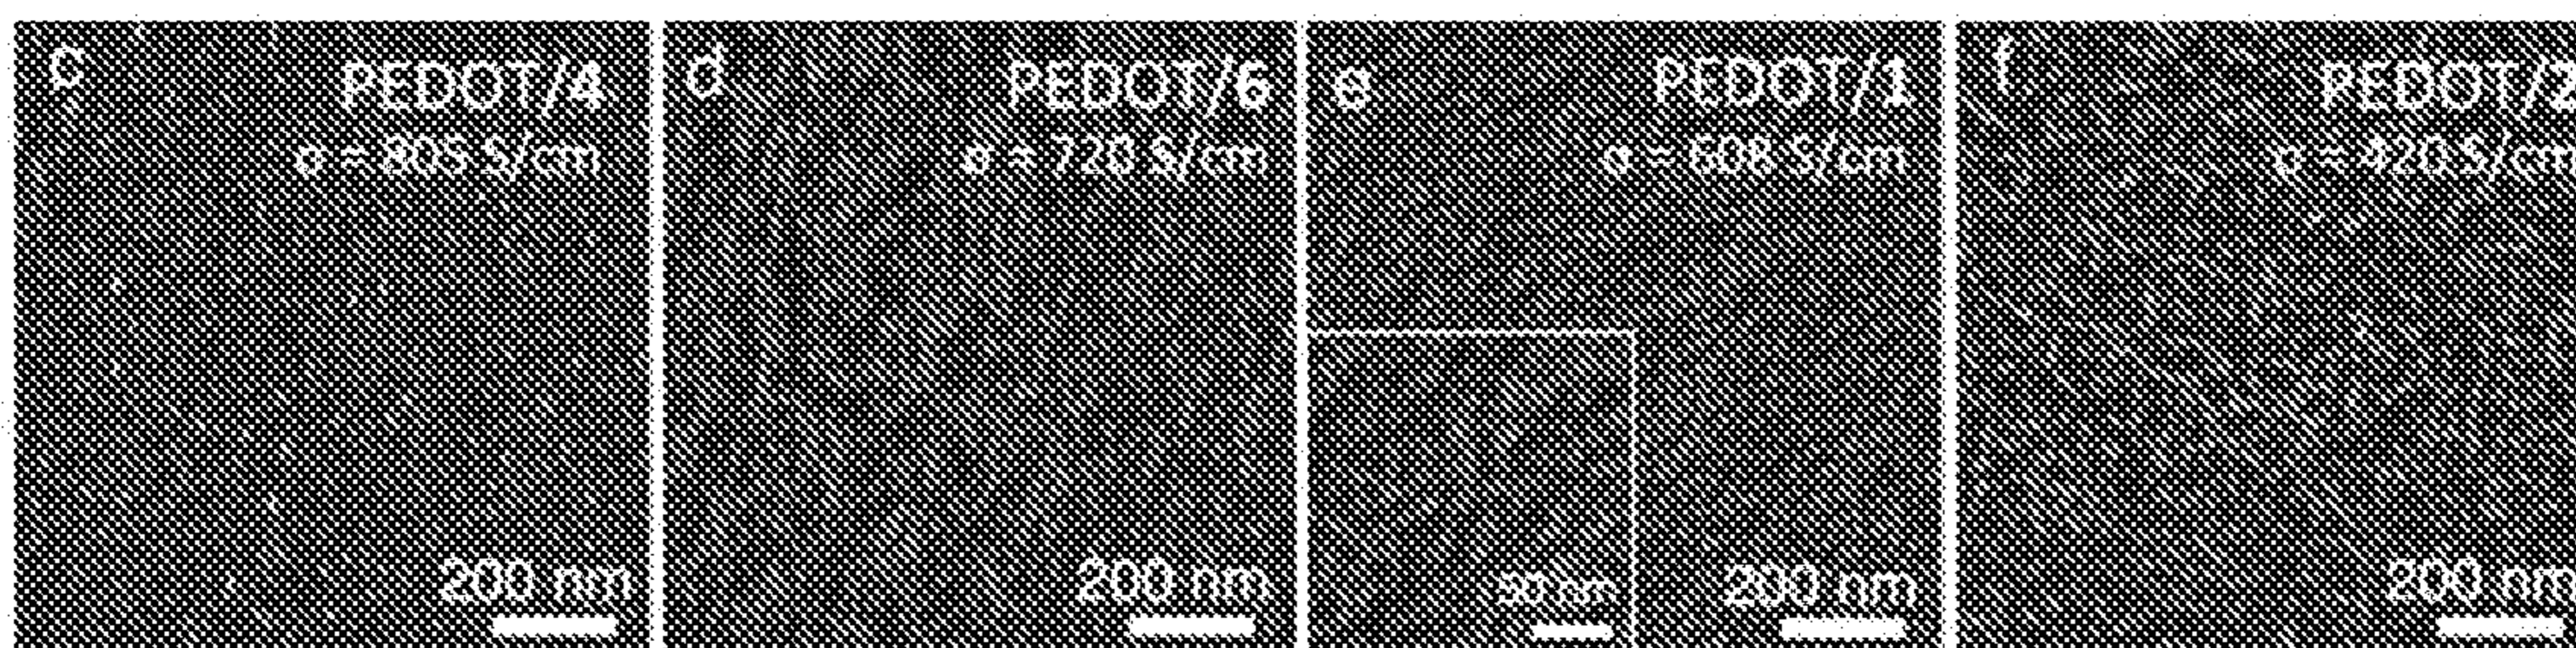 c
PEDOT/4
σ = 805 S/cm
200 nm
d
PEDOT/6
σ = 720 S/cm
200 nm
e
PEDOT/1
σ = 608 S/cm
50 nm
200 nm
f
PEDOT/2
σ = 420 S/cm
200 nm